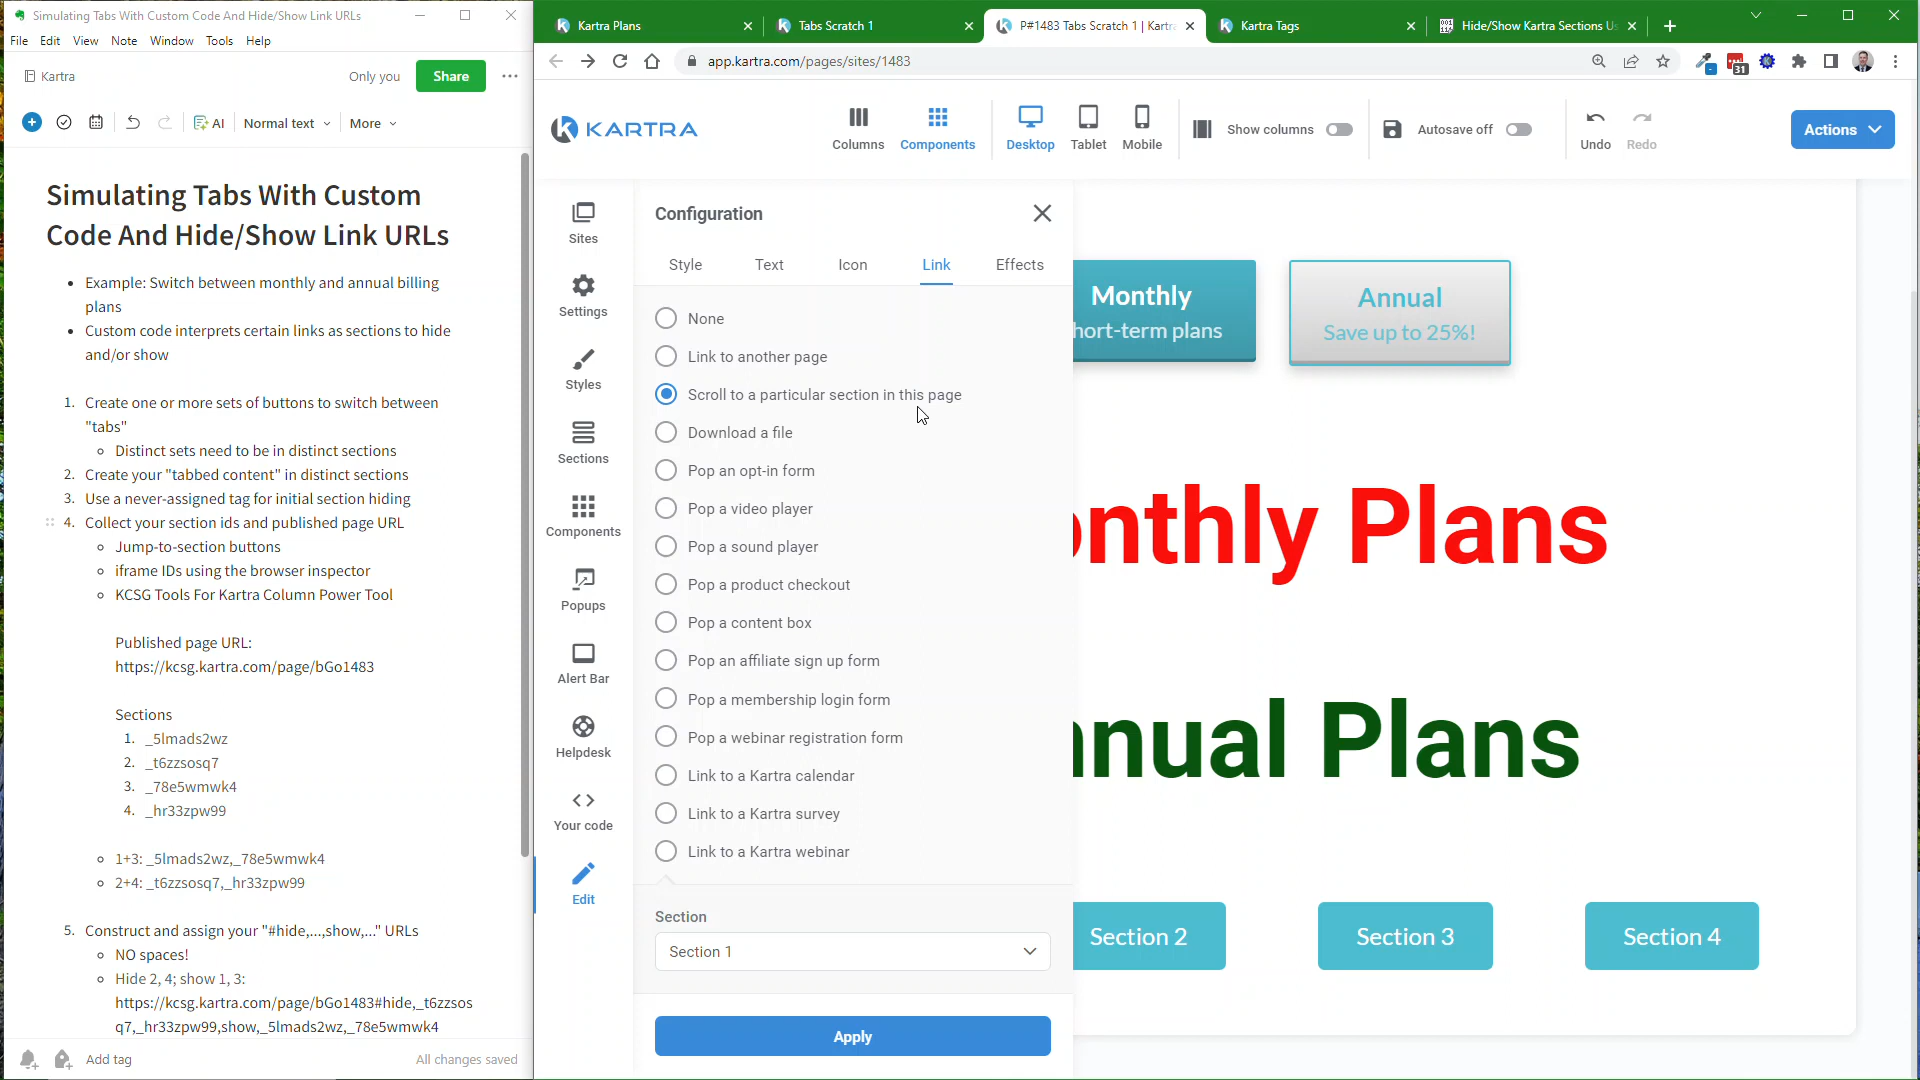 Simulating Tabs With Custom Code And Hide/Show Link URLs
File Edit View Note Window Tools Help
Kartra
Only you
Share
AI
Normal text
More
Simulating Tabs With Custom
Code And Hide/Show Link URLs
Example: Switch between monthly and annual billing
plans
Custom code interprets certain links as sections to hide
and/or show
1. Create one or more sets of buttons to switch between
"tabs"
Distinct sets need to be in distinct sections
2. Create your "tabbed content" in distinct sections
3. Use a never-assigned tag for initial section hiding
4. Collect your section ids and published page URL
Jump-to-section buttons
iframe IDs using the browser inspector
KCSG Tools For Kartra Column Power Tool
Published page URL:
https://kcsg.kartra.com/page/bGo1483
Sections
1. _5lmads2wz
2. _t6zzsosq7
3. _78e5wmwk4
4. _hr33zpw99
1+3: _5lmads2wz,_78e5wmwk4
2+4: _t6zzsosq7,_hr33zpw99
5. Construct and assign your "#hide,...,show,..." URLs
NO spaces!
Hide 2, 4; show 1, 3:
https://kcsg.kartra.com/page/bGo1483#hide,_t6zzsos
q7,_hr33zpw99,show,_5lmads2wz,_78e5wmwk4
Add tag
All changes saved
Kartra Plans
Tabs Scratch 1
P#1483 Tabs Scratch 1 | Kartra
Kartra Tags
Hide/Show Kartra Sections Us
app.kartra.com/pages/sites/1483
31
KARTRA
Columns
Components
Desktop
Tablet
Mobile
Show columns
Autosave off
Undo
Redo
Actions
Sites
Settings
Styles
Sections
Components
Popups
Alert Bar
Helpdesk
Your code
Edit
Configuration
Style
Text
Icon
Link
Effects
None
Link to another page
Scroll to a particular section in this page
Download a file
Pop an opt-in form
Pop a video player
Pop a sound player
Pop a product checkout
Pop a content box
Pop an affiliate sign up form
Pop a membership login form
Pop a webinar registration form
Link to a Kartra calendar
Link to a Kartra survey
Link to a Kartra webinar
Section
Section 1
Apply
Monthly
hort-term plans
Annual
Save up to 25%!
onthly Plans
nnual Plans
Section 2
Section 3
Section 4